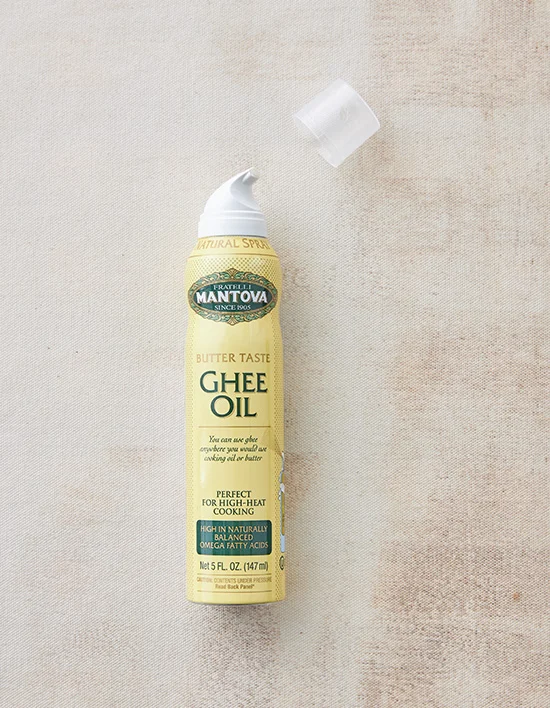 NATURAL SPRAY
FRATELLI
MANTOVA
SINCE 1905
BUTTER TASTE
GHEE
OIL
You can use ghee
anywhere you would use
cooking oil or butter
PERFECT
FOR HIGH-HEAT
COOKING
HIGH IN NATURALLY
BALANCED
OMEGA FATTY ACIDS
Net 5 FL. OZ. (147 ml)
CAUTION: CONTENTS UNDER PRESSURE
Read Back Panel*